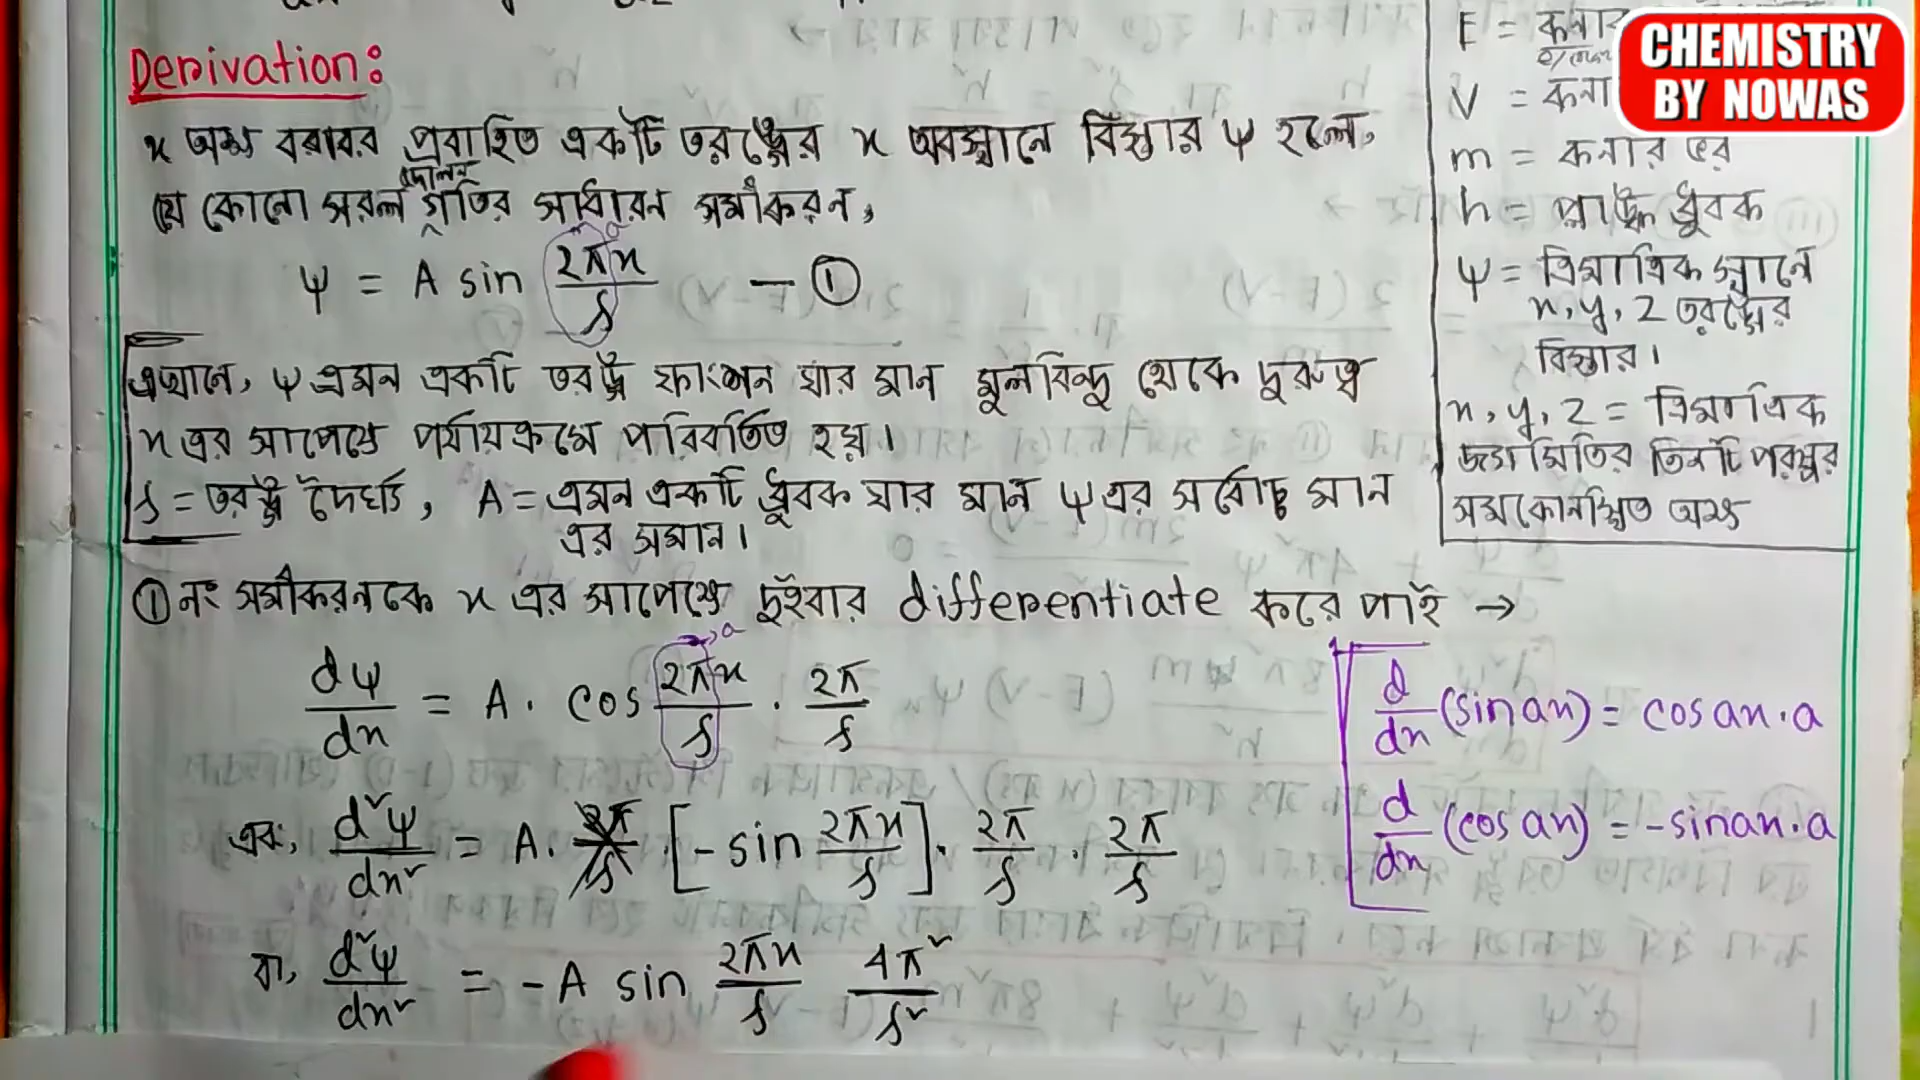 Derivation:
x অক্ষ বরাবর প্রবাহিত একটি তরঙ্গের x অবস্থানে বিস্তার ψ হলে,
দোলন
যে কোনো সরল গতির সাধারন সমীকরন,
a
ψ = A sin 2πx/λ — ①
এখানে, ψ এমন একটি তরঙ্গ ফাংশন যার মান মূলবিন্দু থেকে দুরুত্ব
x এর সাপেক্ষে পর্যায়ক্রমে পরিবর্তিত হয়।
λ = তরঙ্গ দৈর্ঘ্য, A = এমন একটি ধ্রুবক যার মান ψ এর সর্বোচ্চ মান
এর সমান।
① নং সমীকরনকে x এর সাপেক্ষে দুইবার differentiate করে পাই →
a
dψ/dx = A. cos 2πx/λ . 2π/λ
এবং, d²ψ/dx² = A. [- sin 2πx/λ] . 2π/λ . 2π/λ
বা, d²ψ/dx² = -A sin 2πx/λ 4π²/λ²
E = কনার
V = কনা
m = কনার ভর
h = প্লাঙ্ক ধ্রুবক
ψ = ত্রিমাত্রিক স্থানে
x, y, z তরঙ্গের
বিস্তার।
x, y, z = ত্রিমাত্রিক
জ্যামিতির তিনটি পরস্পর
সমকোনস্থিত অক্ষ
d/dx (sin ax) = cos ax . a
d/dx (cos ax) = - sin ax . a
CHEMISTRY
BY NOWAS